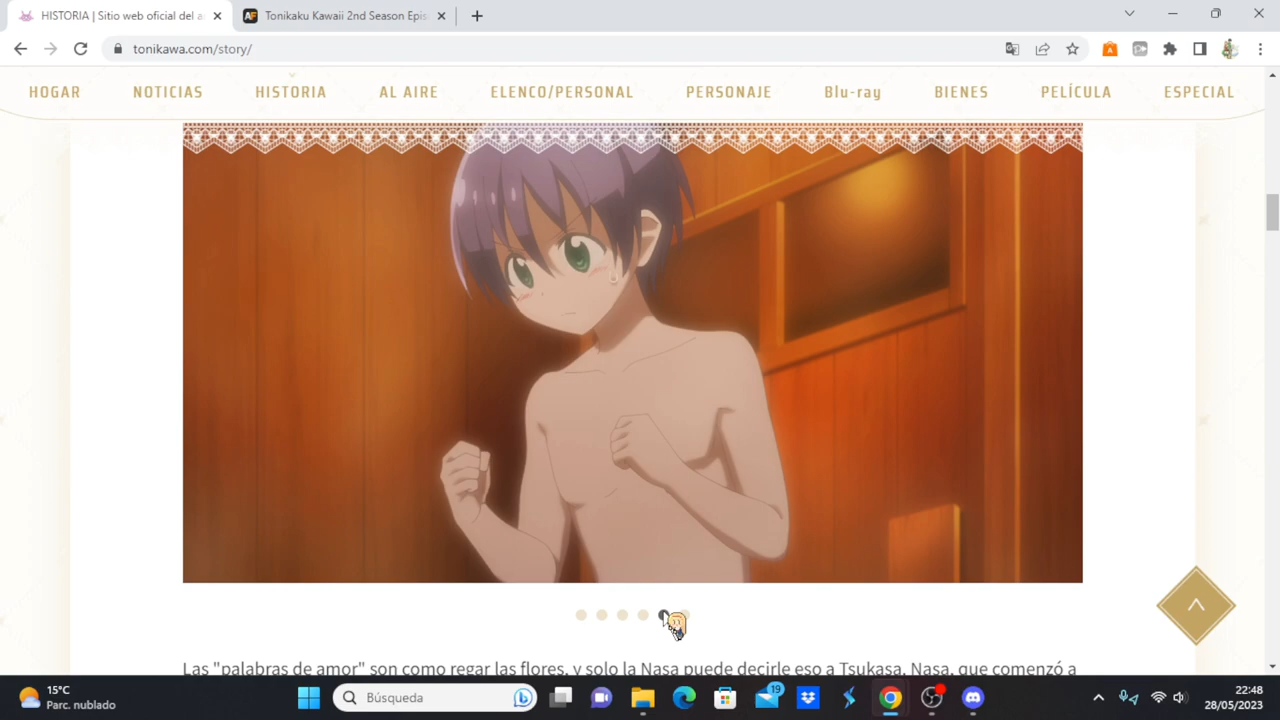 HISTORIA | Sitio web oficial del a
Tonikaku Kawaii 2nd Season Epis
tonikawa.com/story/
HOGAR NOTICIAS HISTORIA AL AIRE ELENCO/PERSONAL PERSONAJE Blu-ray BIENES PELÍCULA ESPECIAL
Las "palabras de amor" son como regar las flores, y solo la Nasa puede decirle eso a Tsukasa. Nasa, que comenzó a
15°C
Parc. nublado
Búsqueda
19
22:48
28/05/2023